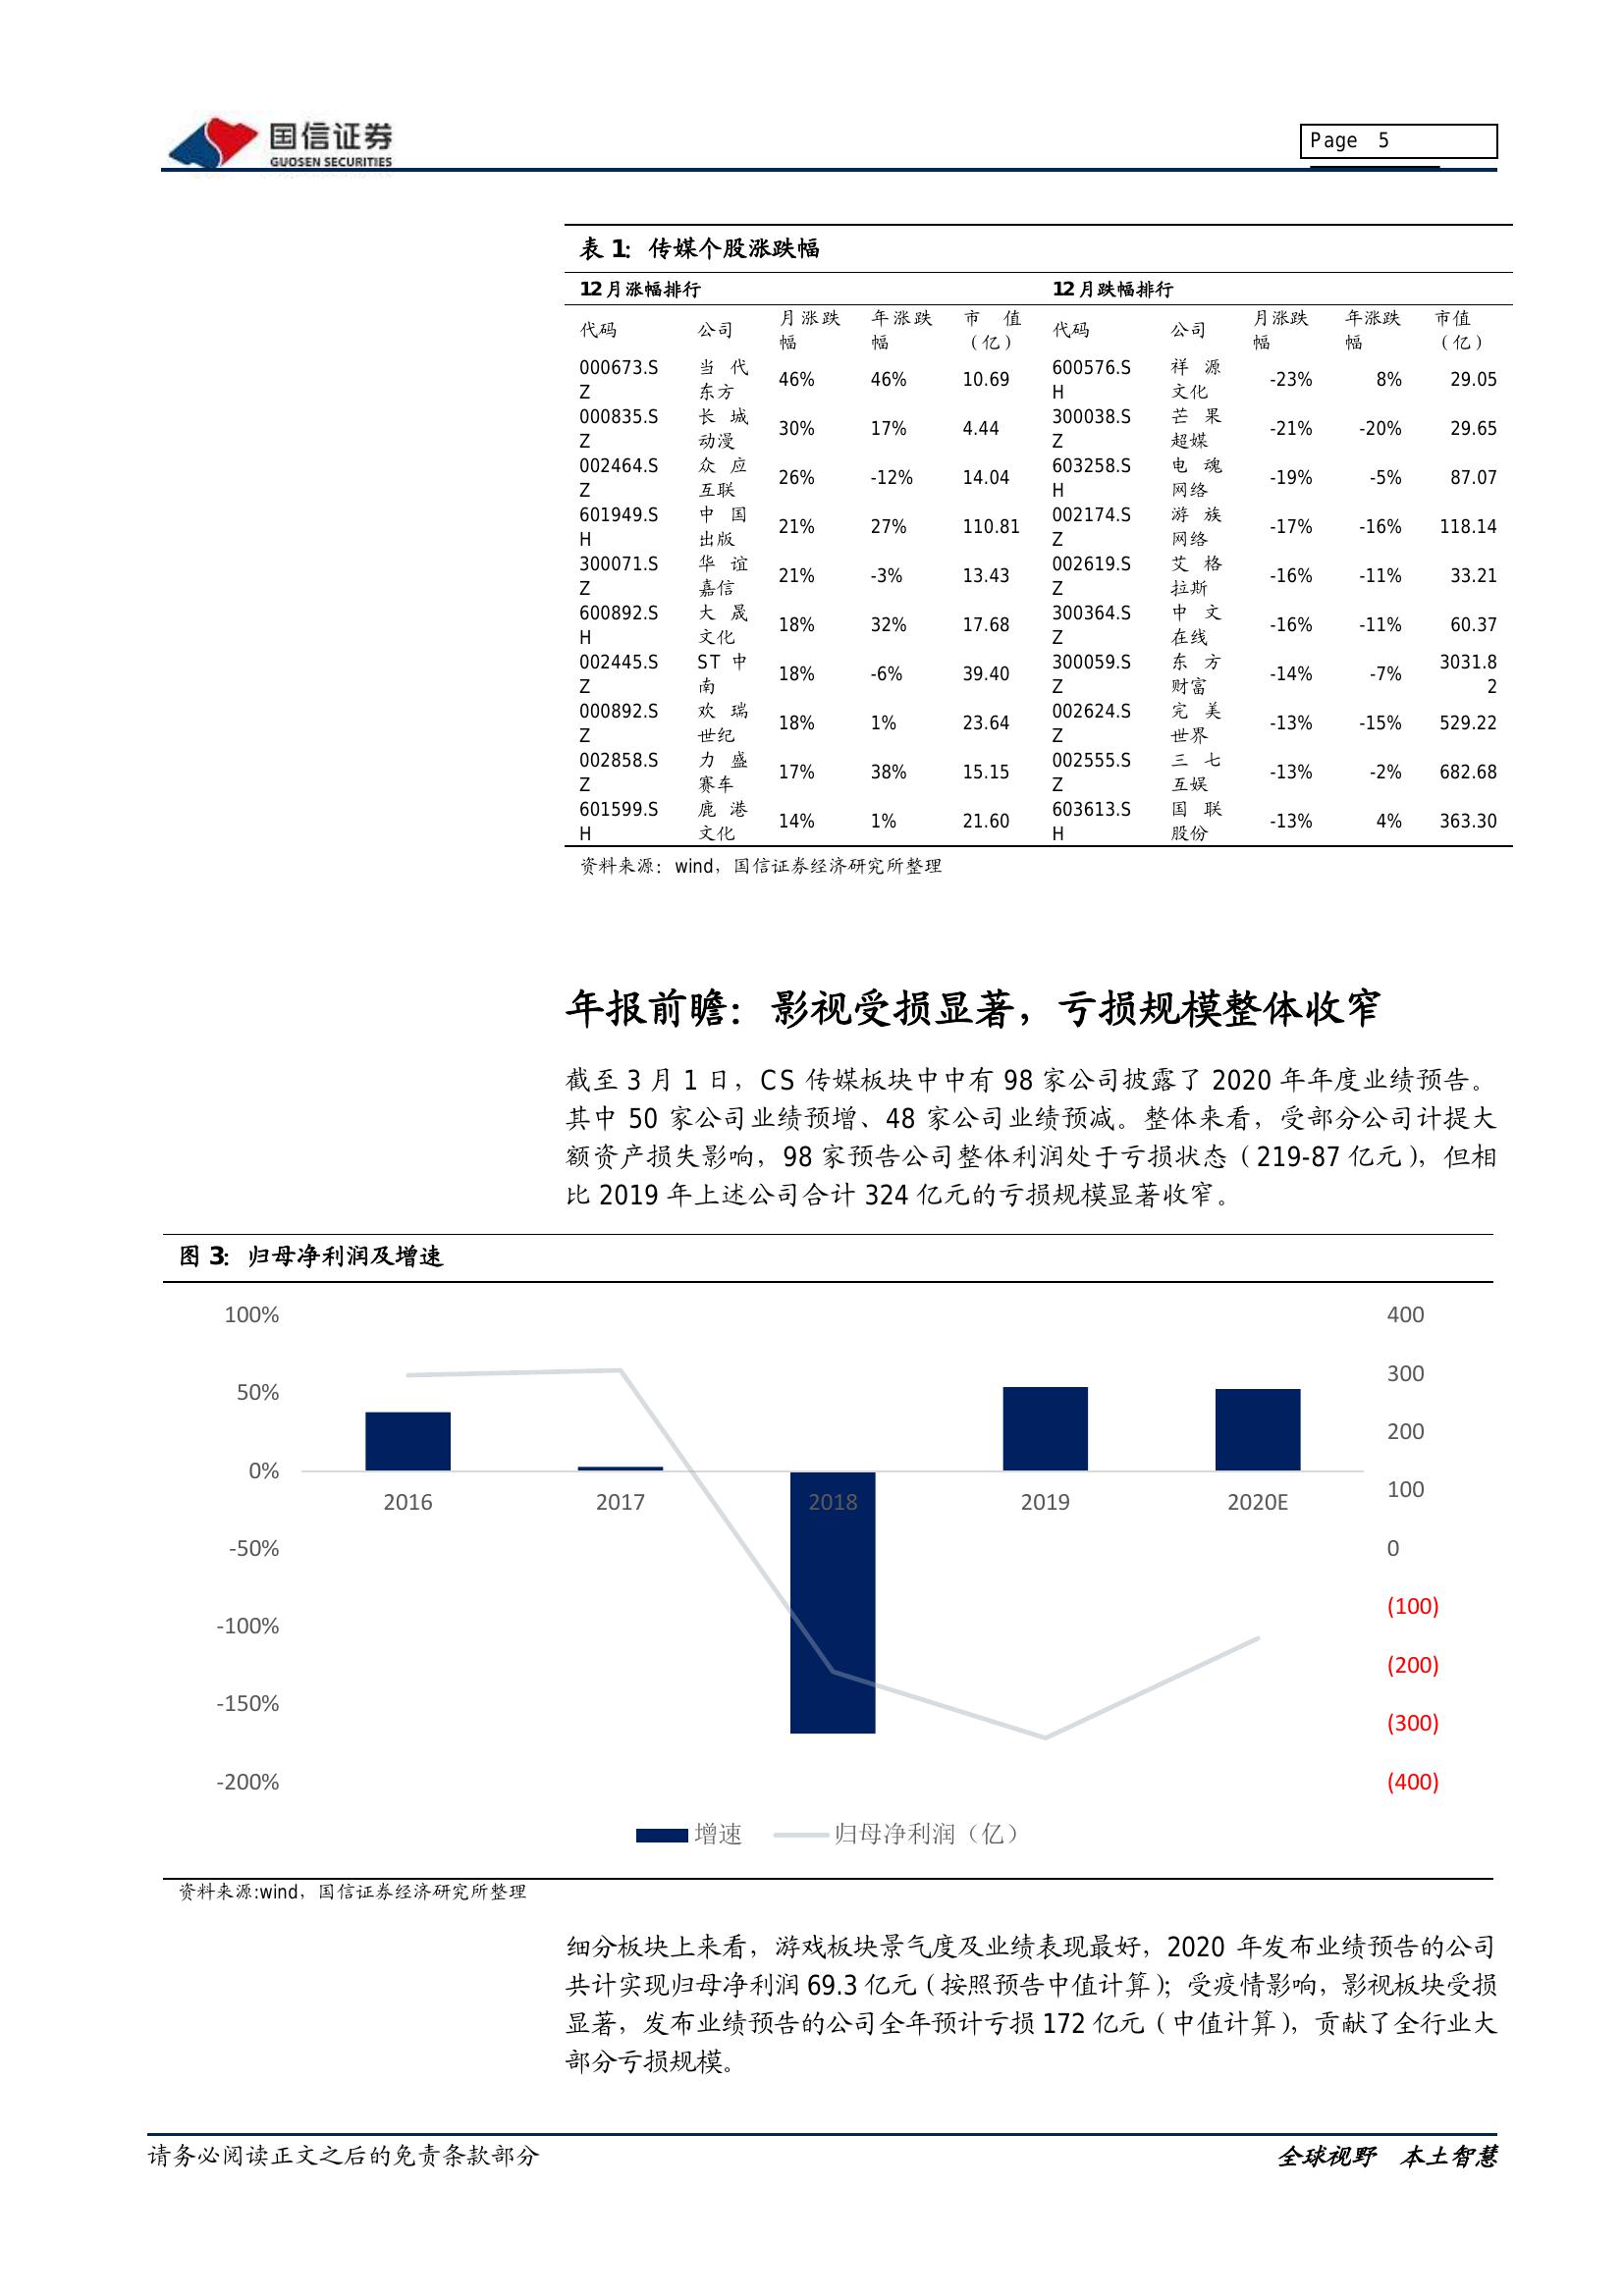 国信证券
GUOSEN SECURITIES
Page 5
表 1: 传媒个股涨跌幅
12 月涨幅排行 12 月跌幅排行
代码 公司 月涨跌幅 年涨跌幅 市值（亿） 代码 公司 月涨跌幅 年涨跌幅 市值（亿）
000673.SZ 当代东方 46% 46% 10.69 600576.SH 祥源文化 -23% 8% 29.05
000835.SZ 长城动漫 30% 17% 4.44 300038.SZ 芒果超媒 -21% -20% 29.65
002464.SZ 众应互联 26% -12% 14.04 603258.SH 电魂网络 -19% -5% 87.07
601949.SH 中国出版 21% 27% 110.81 002174.SZ 游族网络 -17% -16% 118.14
300071.SZ 华谊嘉信 21% -3% 13.43 002619.SZ 艾格拉斯 -16% -11% 33.21
600892.SH 大晟文化 18% 32% 17.68 300364.SZ 中文在线 -16% -11% 60.37
002445.SZ ST 中南 18% -6% 39.40 300059.SZ 东方财富 -14% -7% 3031.82
000892.SZ 欢瑞世纪 18% 1% 23.64 002624.SZ 完美世界 -13% -15% 529.22
002858.SZ 力盛赛车 17% 38% 15.15 002555.SZ 三七互娱 -13% -2% 682.68
601599.SH 鹿港文化 14% 1% 21.60 603613.SH 国联股份 -13% 4% 363.30
资料来源：wind，国信证券经济研究所整理
年报前瞻：影视受损显著，亏损规模整体收窄
截至 3 月 1 日，CS 传媒板块中中有 98 家公司披露了 2020 年年度业绩预告。
其中 50 家公司业绩预增、48 家公司业绩预减。整体来看，受部分公司计提大
额资产损失影响，98 家预告公司整体利润处于亏损状态（219-87 亿元），但相
比 2019 年上述公司合计 324 亿元的亏损规模显著收窄。
图 3: 归母净利润及增速
100% 400
300
50%
200
0%
100
2016 2017 2018 2019 2020E
-50% 0
(100)
-100%
(200)
-150%
(300)
-200% (400)
增速 归母净利润（亿）
资料来源:wind，国信证券经济研究所整理
细分板块上来看，游戏板块景气度及业绩表现最好，2020 年发布业绩预告的公司
共计实现归母净利润 69.3 亿元（按照预告中值计算）；受疫情影响，影视板块受损
显著，发布业绩预告的公司全年预计亏损 172 亿元（中值计算），贡献了全行业大
部分亏损规模。
请务必阅读正文之后的免责条款部分 全球视野 本土智慧